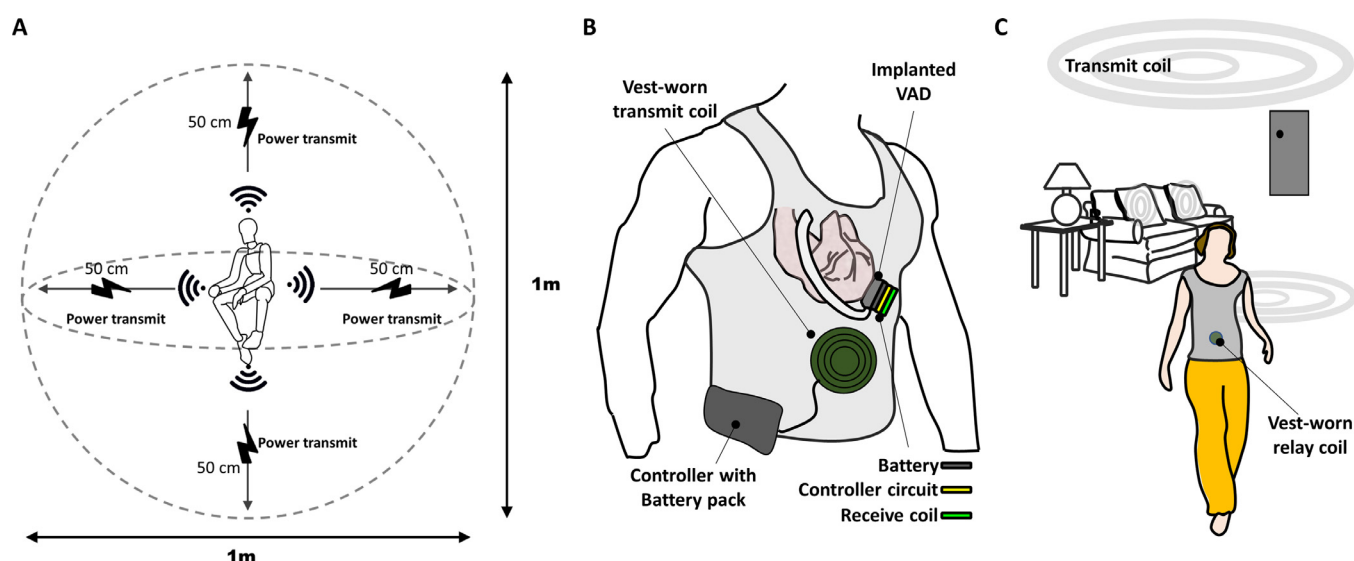 A
50 cm
Power transmit
50 cm
Power transmit
50 cm
Power transmit
50 cm
Power transmit
1m
1m
B
Vest-worn
transmit coil
Implanted
VAD
Controller with
Battery pack
Battery
Controller circuit
Receive coil
C
Transmit coil
Vest-worn
relay coil